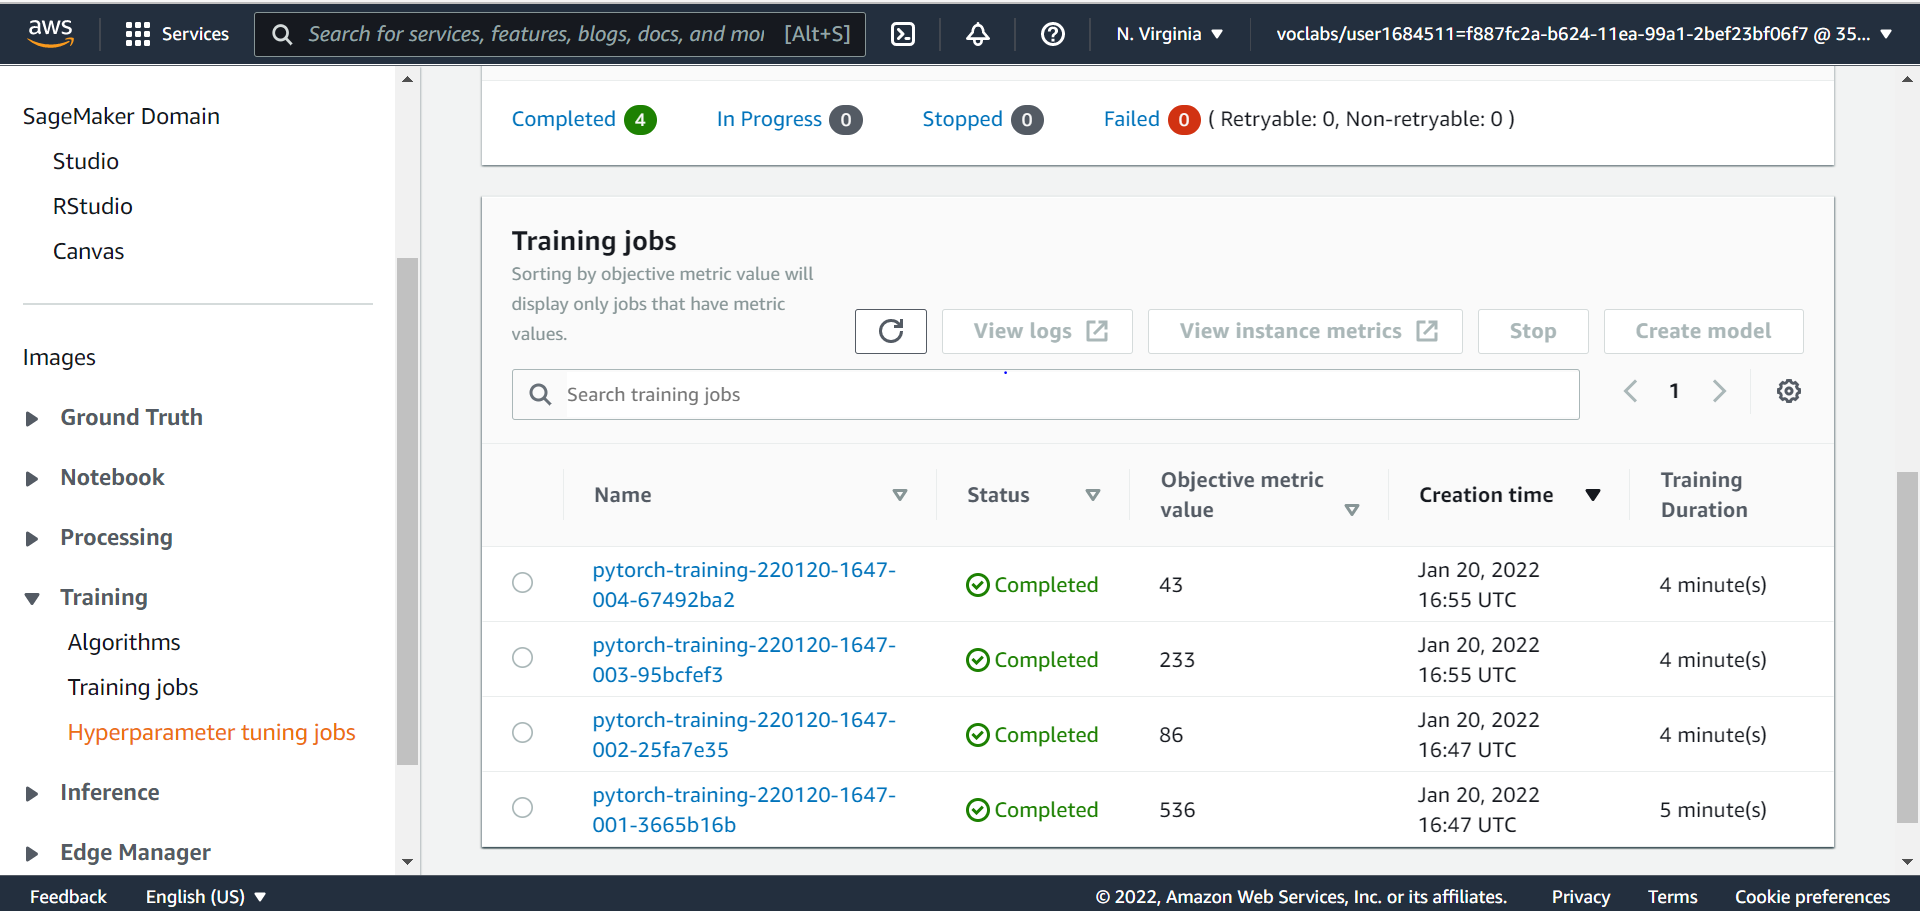 aws
Services
Search for services, features, blogs, docs, and mor [Alt+S]
N. Virginia
voclabs/user1684511=f887fc2a-b624-11ea-99a1-2bef23bf06f7 @ 35...
SageMaker Domain
Studio
RStudio
Canvas
Images
Ground Truth
Notebook
Processing
Training
Algorithms
Training jobs
Hyperparameter tuning jobs
Inference
Edge Manager
Completed 4 In Progress 0 Stopped 0 Failed 0 ( Retryable: 0, Non-retryable: 0 )
Training jobs
Sorting by objective metric value will
display only jobs that have metric
values.
View logs View instance metrics Stop Create model
Search training jobs
1
Name Status Objective metric value Creation time Training Duration
pytorch-training-220120-1647-
004-67492ba2
Completed
43
Jan 20, 2022
16:55 UTC
4 minute(s)
pytorch-training-220120-1647-
003-95bcfef3
Completed
233
Jan 20, 2022
16:55 UTC
4 minute(s)
pytorch-training-220120-1647-
002-25fa7e35
Completed
86
Jan 20, 2022
16:47 UTC
4 minute(s)
pytorch-training-220120-1647-
001-3665b16b
Completed
536
Jan 20, 2022
16:47 UTC
5 minute(s)
Feedback English (US) © 2022, Amazon Web Services, Inc. or its affiliates. Privacy Terms Cookie preferences